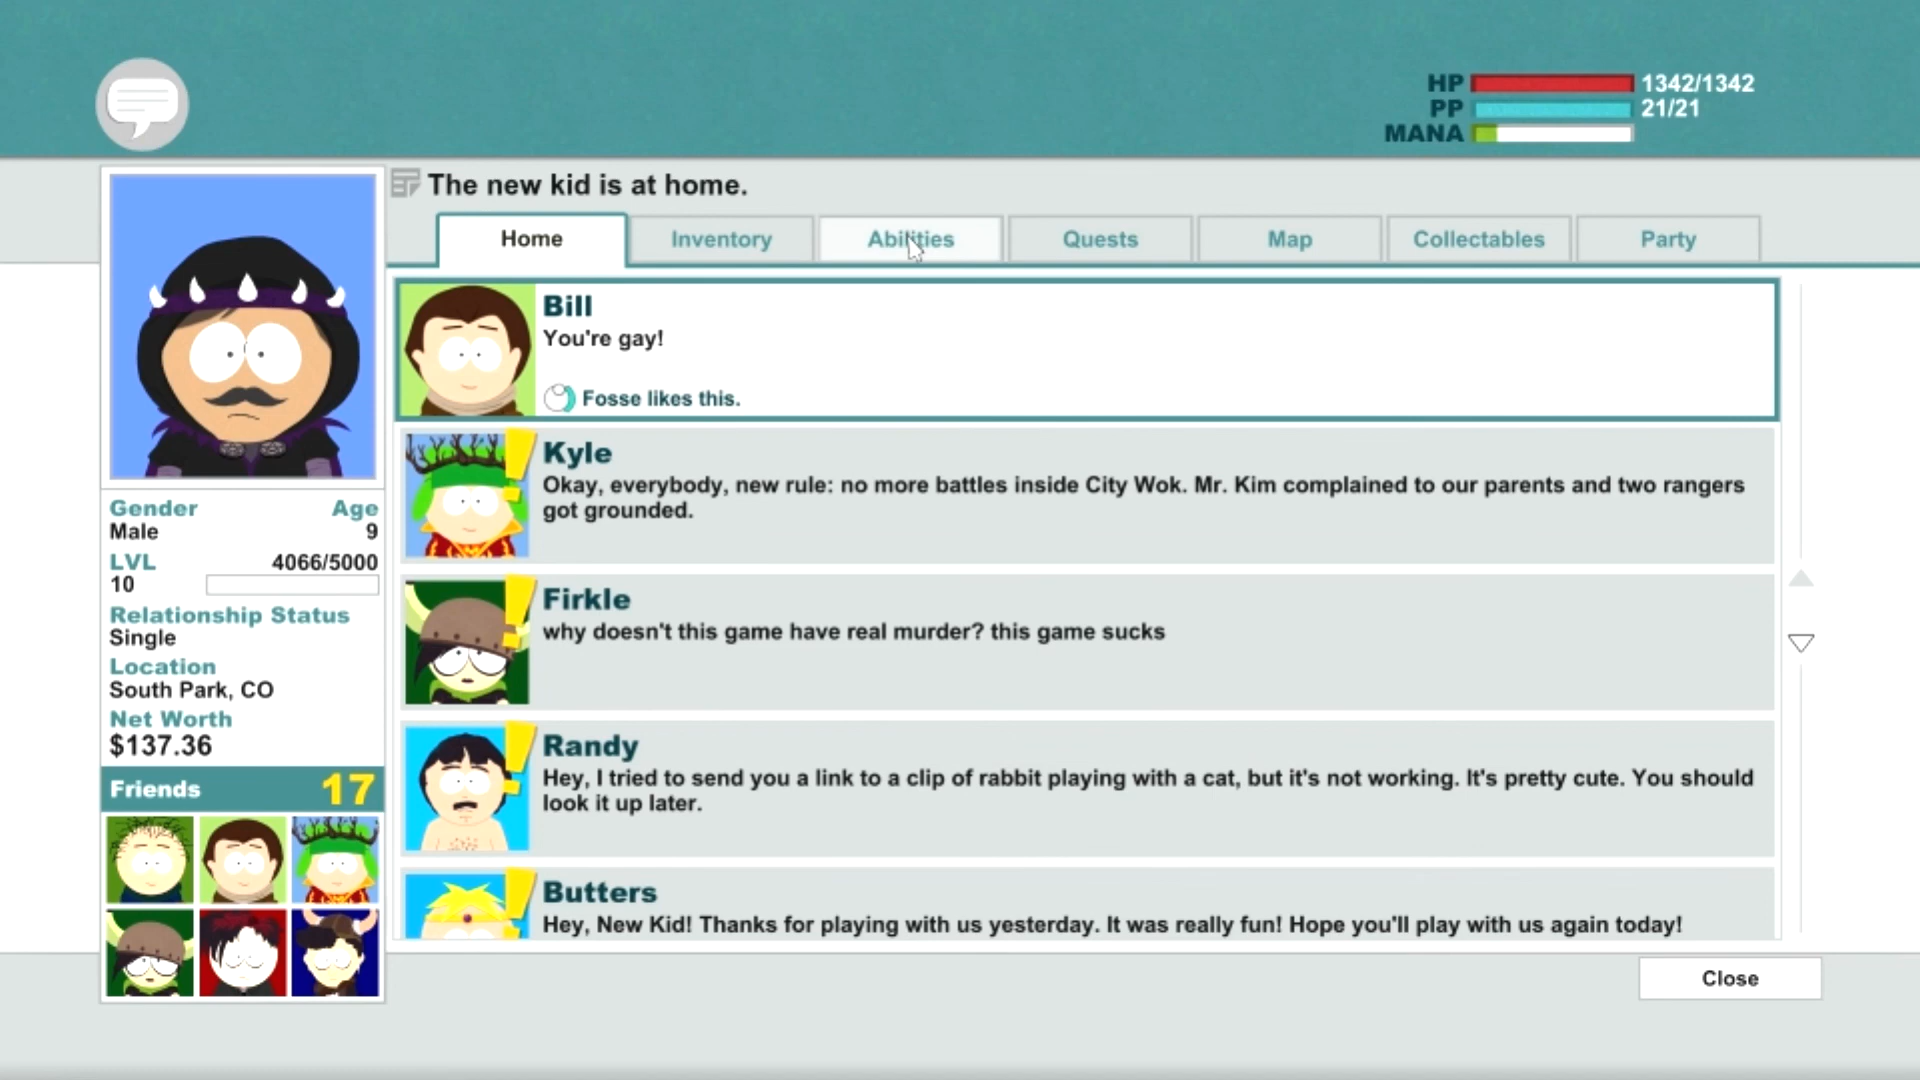 HP 1342/1342
PP 21/21
MANA
The new kid is at home.
Home Inventory Abilities Quests Map Collectables Party
Gender Age
Male 9
LVL 4066/5000
10
Relationship Status
Single
Location
South Park, CO
Net Worth
$137.36
Friends 17
Bill
You're gay!
Fosse likes this.
Kyle
Okay, everybody, new rule: no more battles inside City Wok. Mr. Kim complained to our parents and two rangers
got grounded.
Firkle
why doesn't this game have real murder? this game sucks
Randy
Hey, I tried to send you a link to a clip of rabbit playing with a cat, but it's not working. It's pretty cute. You should
look it up later.
Butters
Hey, New Kid! Thanks for playing with us yesterday. It was really fun! Hope you'll play with us again today!
Close